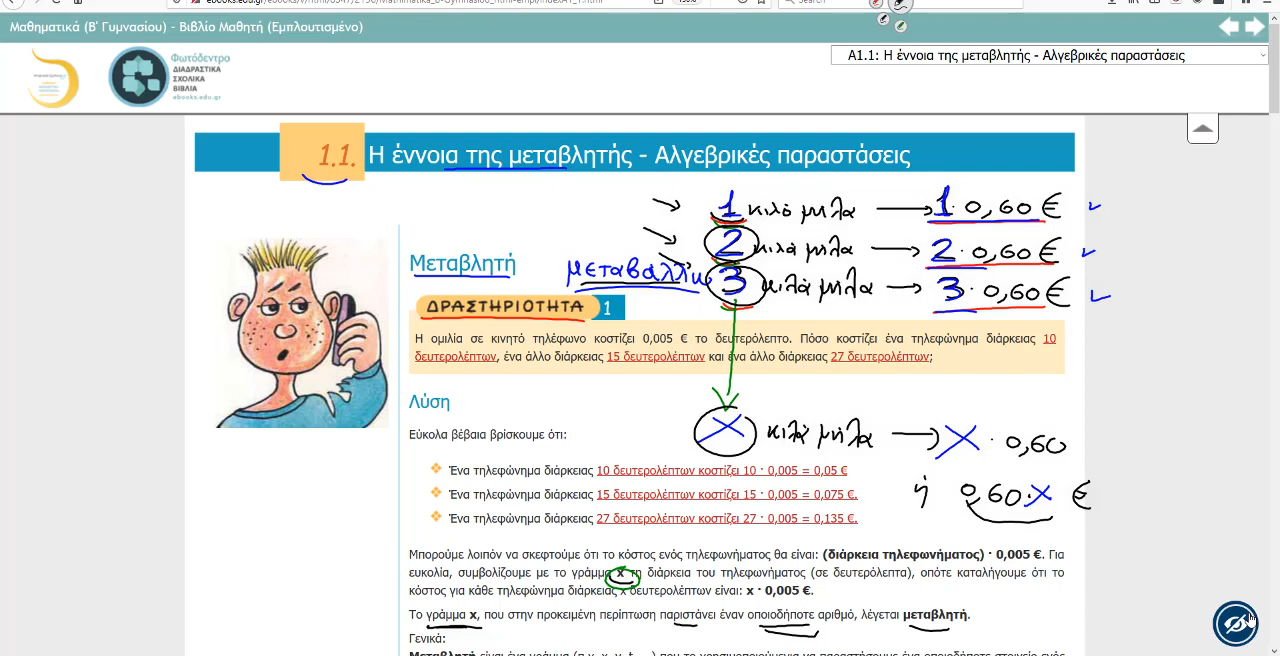 Μαθηματικά (Β΄ Γυμνασίου) - Βιβλίο Μαθητή (Εμπλουτισμένο)
Φωτόδεντρο
ΔΙΑΔΡΑΣΤΙΚΑ
ΣΧΟΛΙΚΑ
ΒΙΒΛΙΑ
ebooks.edu.gr
Α1.1: Η έννοια της μεταβλητής - Αλγεβρικές παραστάσεις
1.1. Η έννοια της μεταβλητής - Αλγεβρικές παραστάσεις
1 κιλό μήλα → 1 · 0,60 €
2 κιλά μήλα → 2 · 0,60 €
Μεταβλητή
μεταβαλλ
3 κιλά μήλα → 3 · 0,60 €
ΔΡΑΣΤΗΡΙΟΤΗΤΑ 1
Η ομιλία σε κινητό τηλέφωνο κοστίζει 0,005 € το δευτερόλεπτο. Πόσο κοστίζει ένα τηλεφώνημα διάρκειας 10
δευτερολέπτων, ένα άλλο διάρκειας 15 δευτερολέπτων και ένα άλλο διάρκειας 27 δευτερολέπτων;
Λύση
Εύκολα βέβαια βρίσκουμε ότι:
x κιλά μήλα → x · 0,60
ή 0,60 · x €
Ένα τηλεφώνημα διάρκειας 10 δευτερολέπτων κοστίζει 10 · 0,005 = 0,05 €
Ένα τηλεφώνημα διάρκειας 15 δευτερολέπτων κοστίζει 15 · 0,005 = 0,075 €.
Ένα τηλεφώνημα διάρκειας 27 δευτερολέπτων κοστίζει 27 · 0,005 = 0,135 €.
Μπορούμε λοιπόν να σκεφτούμε ότι το κόστος ενός τηλεφωνήματος θα είναι: (διάρκεια τηλεφωνήματος) · 0,005 €. Για
ευκολία, συμβολίζουμε με το γράμμα x τη διάρκεια του τηλεφωνήματος (σε δευτερόλεπτα), οπότε καταλήγουμε ότι το
κόστος για κάθε τηλεφώνημα διάρκειας x δευτερολέπτων είναι: x · 0,005 €.
Το γράμμα x, που στην προκειμένη περίπτωση παριστάνει έναν οποιοδήποτε αριθμό, λέγεται μεταβλητή.
Γενικά: